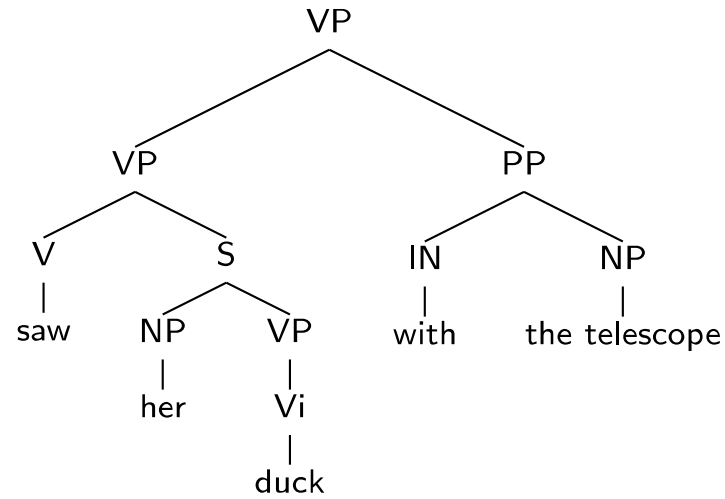 VP
VP PP
V S IN NP
saw NP VP with the telescope
her Vi
duck